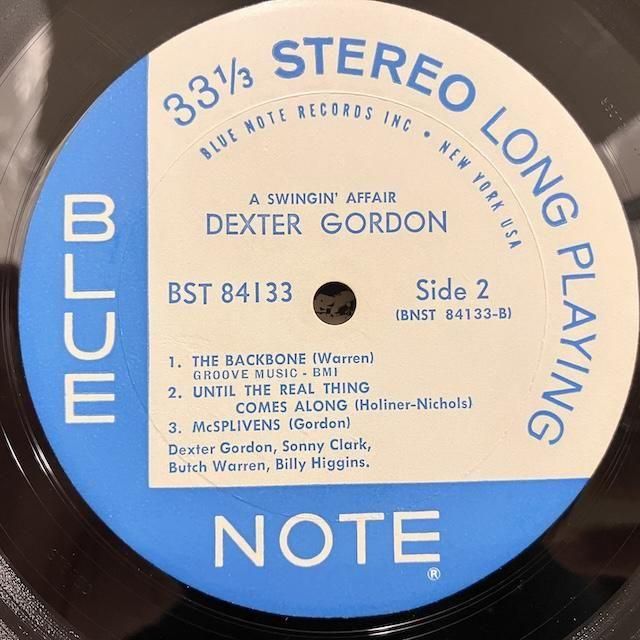 33⅓ STEREO LONG PLAYING
BLUE NOTE RECORDS INC • NEW YORK USA
A SWINGIN' AFFAIR
DEXTER GORDON
BST 84133
Side 2
(BNST 84133-B)
1. THE BACKBONE (Warren)
GROOVE MUSIC - BMI
2. UNTIL THE REAL THING
COMES ALONG (Holiner-Nichols)
3. McSPLIVENS (Gordon)
Dexter Gordon, Sonny Clark,
Butch Warren, Billy Higgins.
BLUE
NOTE®